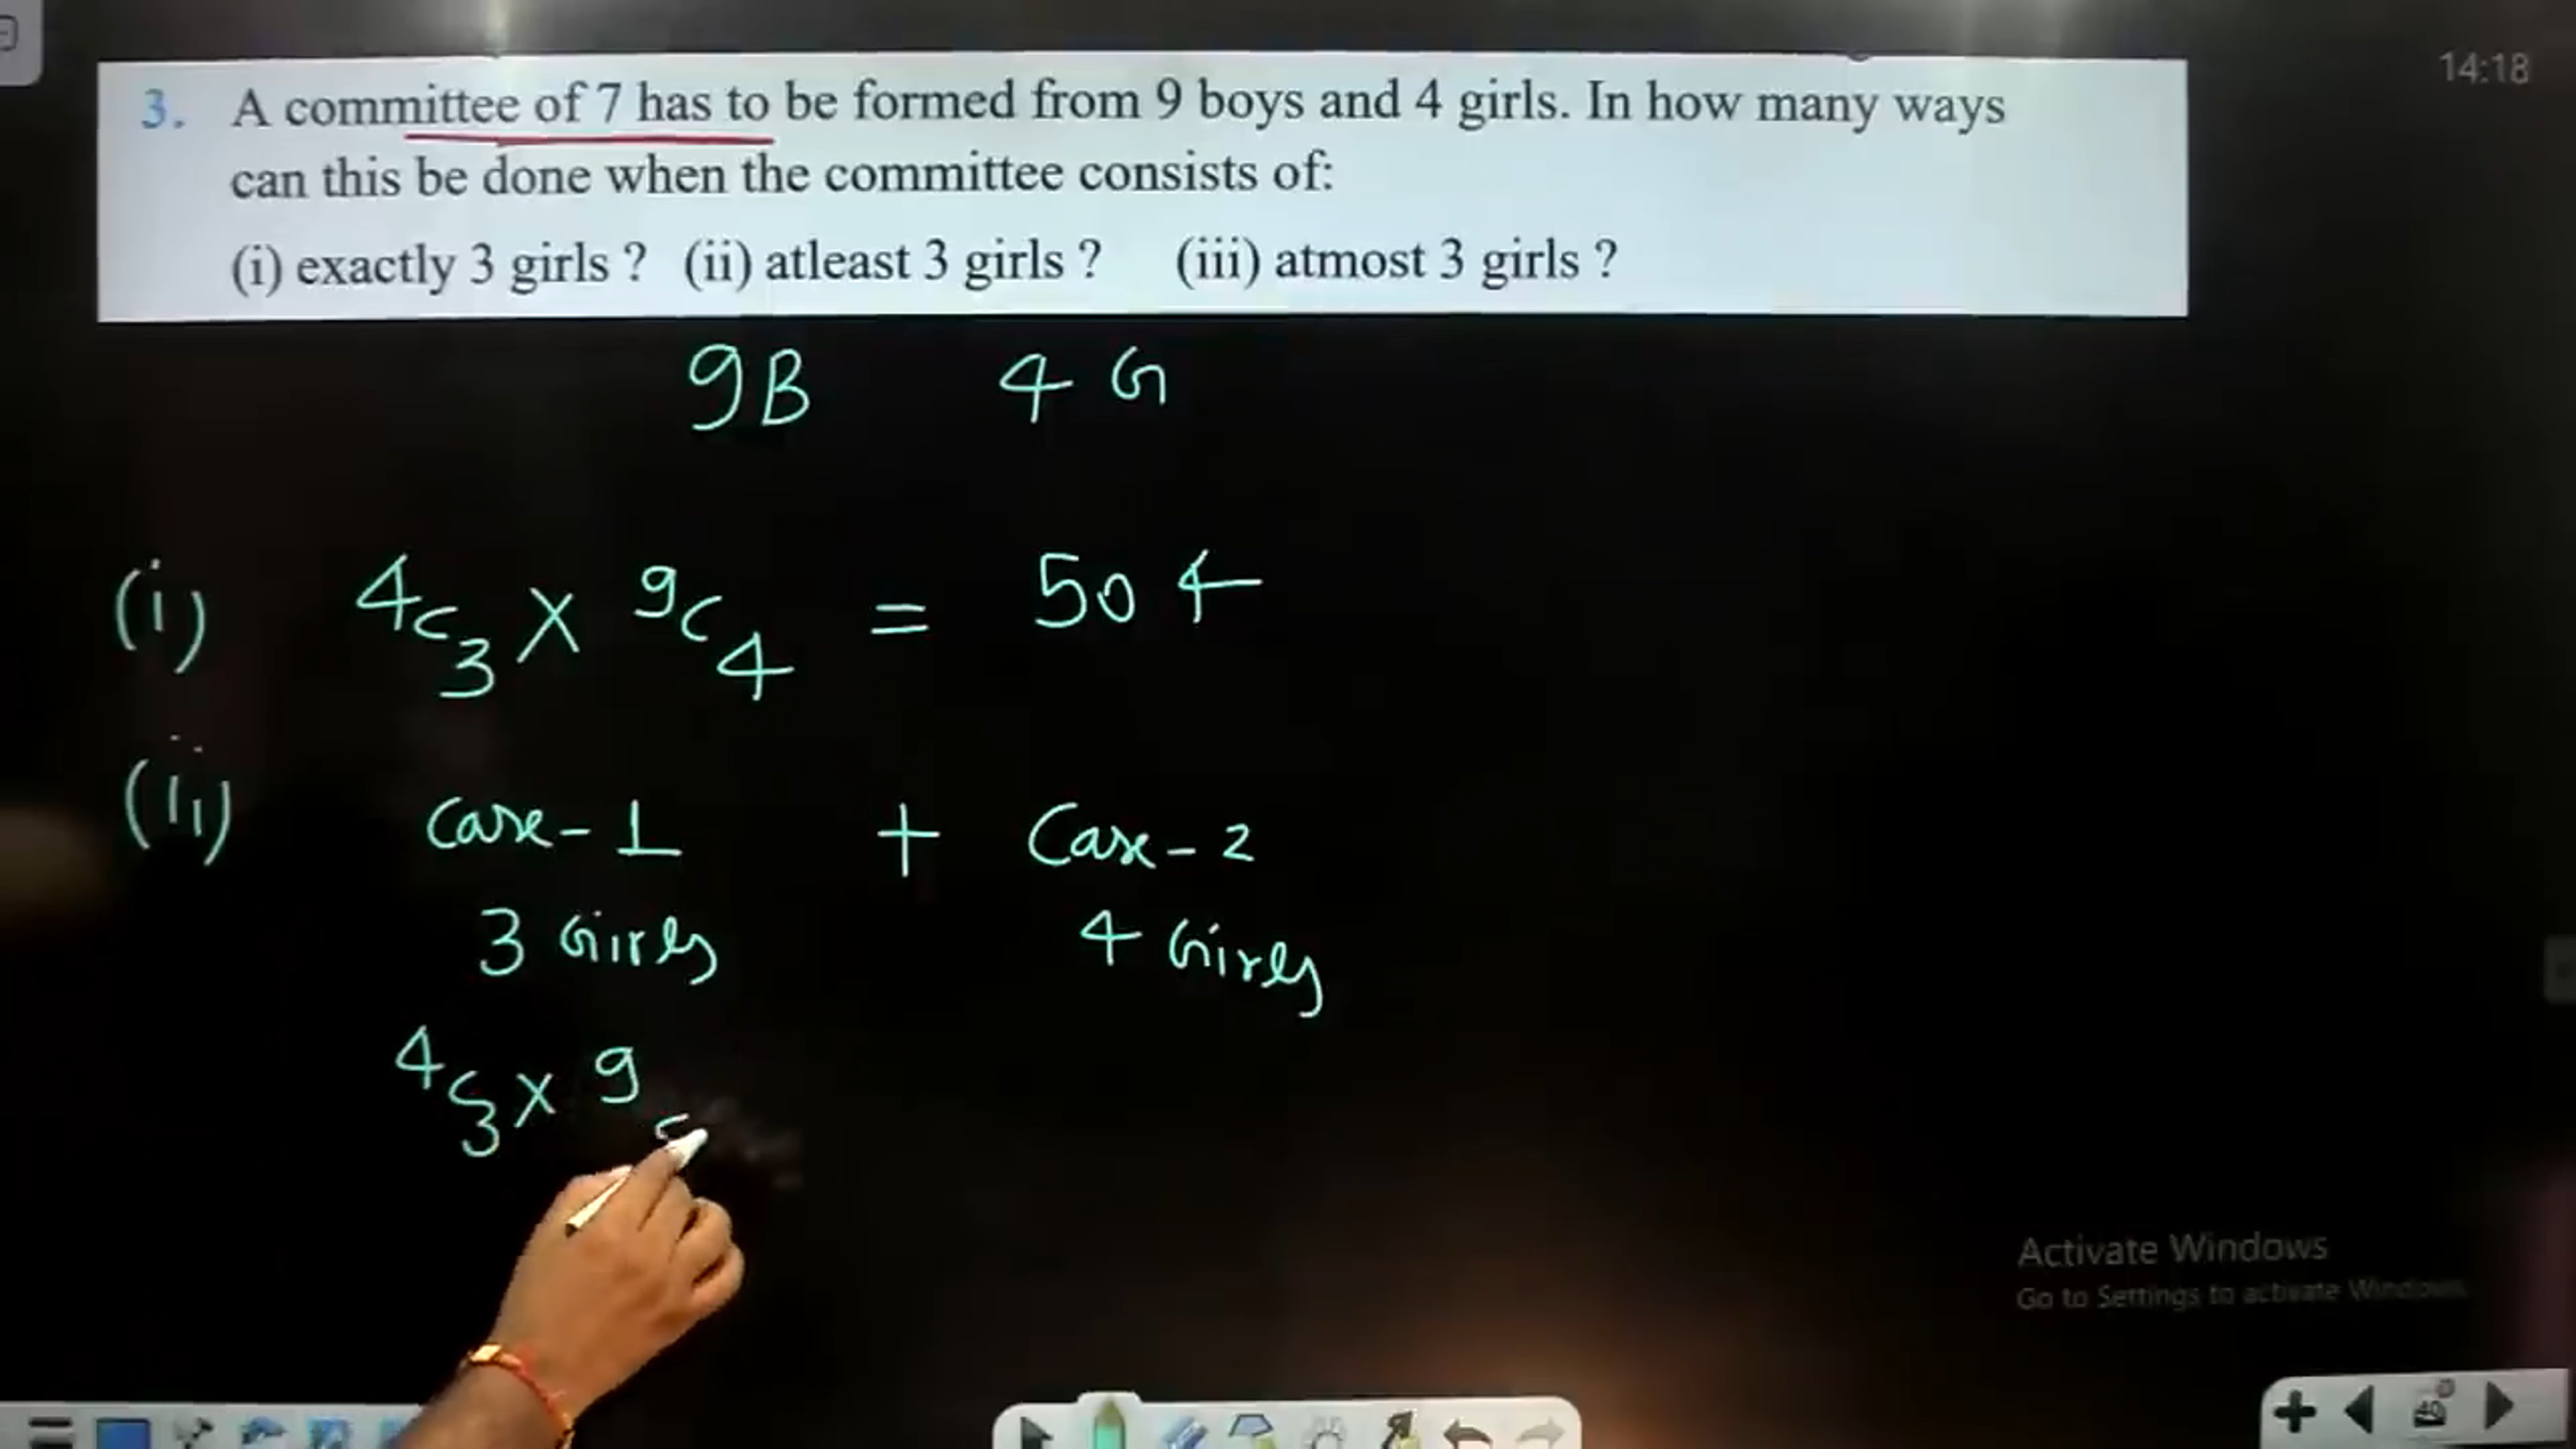 14:18
3. A committee of 7 has to be formed from 9 boys and 4 girls. In how many ways
can this be done when the committee consists of:
(i) exactly 3 girls ? (ii) atleast 3 girls ? (iii) atmost 3 girls ?
9B 4G
(i) ⁴C₃ X ⁹C₄ = 504
(ii) Case-1 + Case-2
3 Girls 4 Girls
⁴C₃ X ⁹C
Activate Windows
Go to Settings to activate Windows.
40